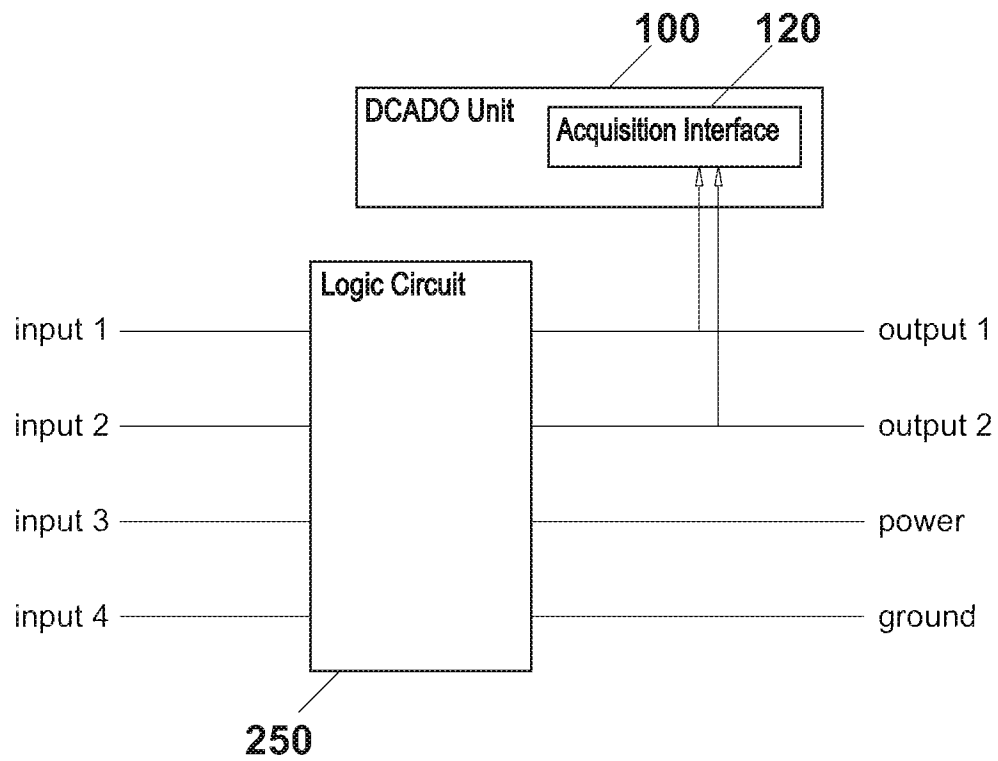 100 120
DCADO Unit
Acquisition Interface
Logic Circuit
input 1 output 1
input 2 output 2
input 3 power
input 4 ground
250